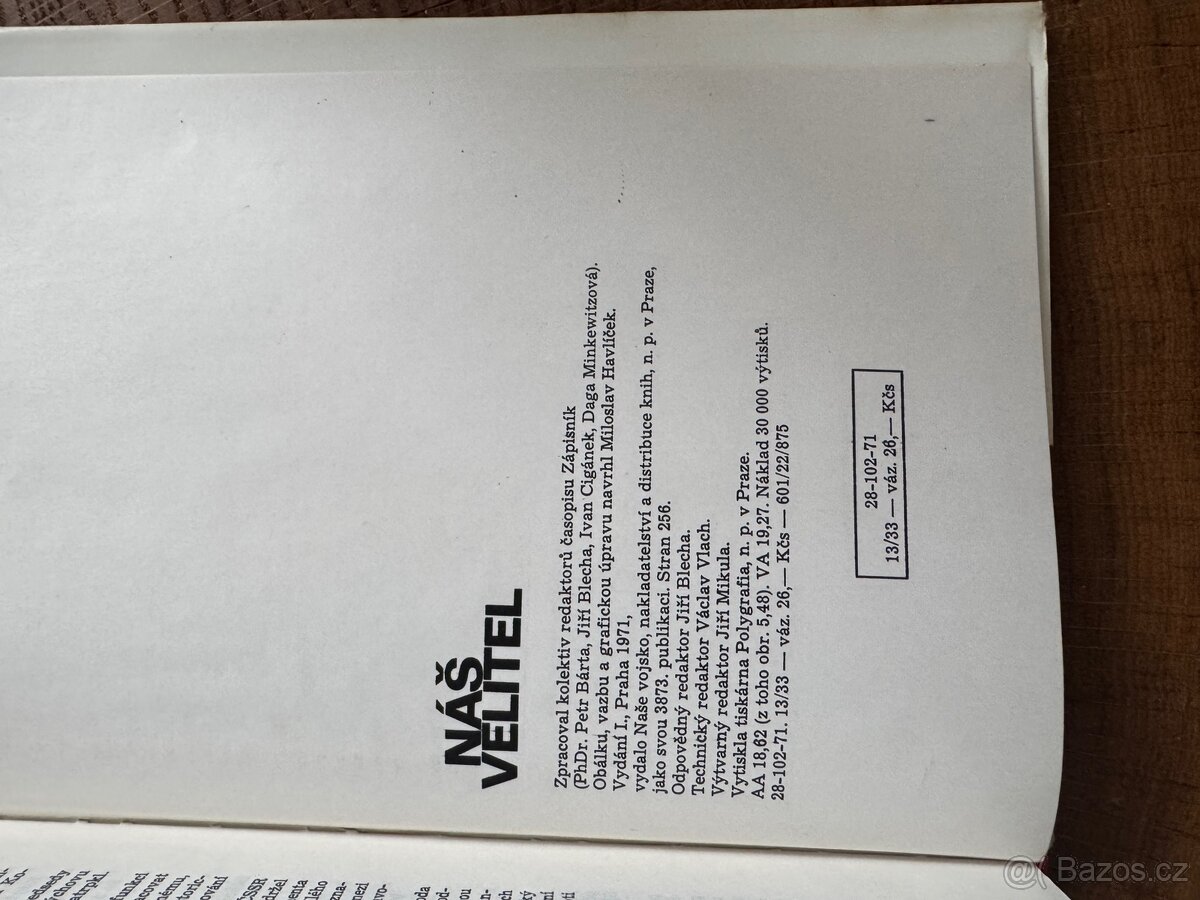 NÁŠ
VELITEL
Zpracoval kolektiv redaktorů časopisu Zápisník
(PhDr. Petr Bárta, Jiří Blecha, Ivan Cigánek, Daga Minkewitzová).
Obálku, vazbu a grafickou úpravu navrhl Miloslav Havlíček.
Vydání I., Praha 1971,
vydalo Naše vojsko, nakladatelství a distribuce knih, n. p. v Praze,
jako svou 3873. publikaci. Stran 256.
Odpovědný redaktor Jiří Blecha.
Technický redaktor Václav Vlach.
Výtvarný redaktor Jiří Mikula.
Vytiskla tiskárna Polygrafia, n. p. v Praze.
AA 18,62 (z toho obr. 5,48). VA 19,27. Náklad 30 000 výtisků.
28-102-71. 13/33 — váz. 26,— Kčs — 601/22/875
28-102-71
13/33 — váz. 26,— Kčs
Bazos.cz